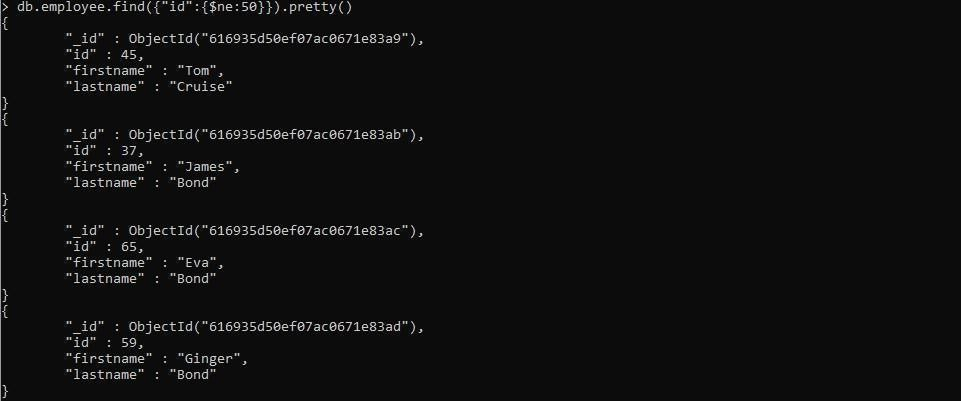 > db.employee.find({"id":{$ne:50}}).pretty()
{
        "_id" : ObjectId("616935d50ef07ac0671e83a9"),
        "id" : 45,
        "firstname" : "Tom",
        "lastname" : "Cruise"
}
{
        "_id" : ObjectId("616935d50ef07ac0671e83ab"),
        "id" : 37,
        "firstname" : "James",
        "lastname" : "Bond"
}
{
        "_id" : ObjectId("616935d50ef07ac0671e83ac"),
        "id" : 65,
        "firstname" : "Eva",
        "lastname" : "Bond"
}
{
        "_id" : ObjectId("616935d50ef07ac0671e83ad"),
        "id" : 59,
        "firstname" : "Ginger",
        "lastname" : "Bond"
}